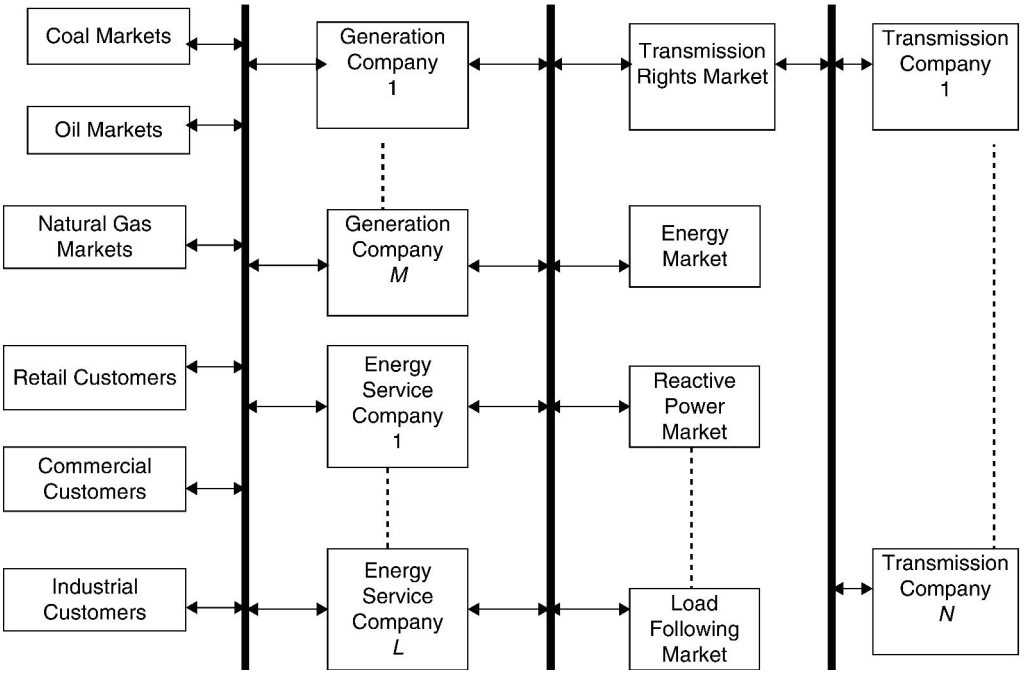 Coal Markets
Oil Markets
Natural Gas
Markets
Retail Customers
Commercial
Customers
Industrial
Customers
Generation
Company
1
Generation
Company
M
Energy
Service
Company
1
Energy
Service
Company
L
Transmission
Rights Market
Energy
Market
Reactive
Power
Market
Load
Following
Market
Transmission
Company
1
Transmission
Company
N